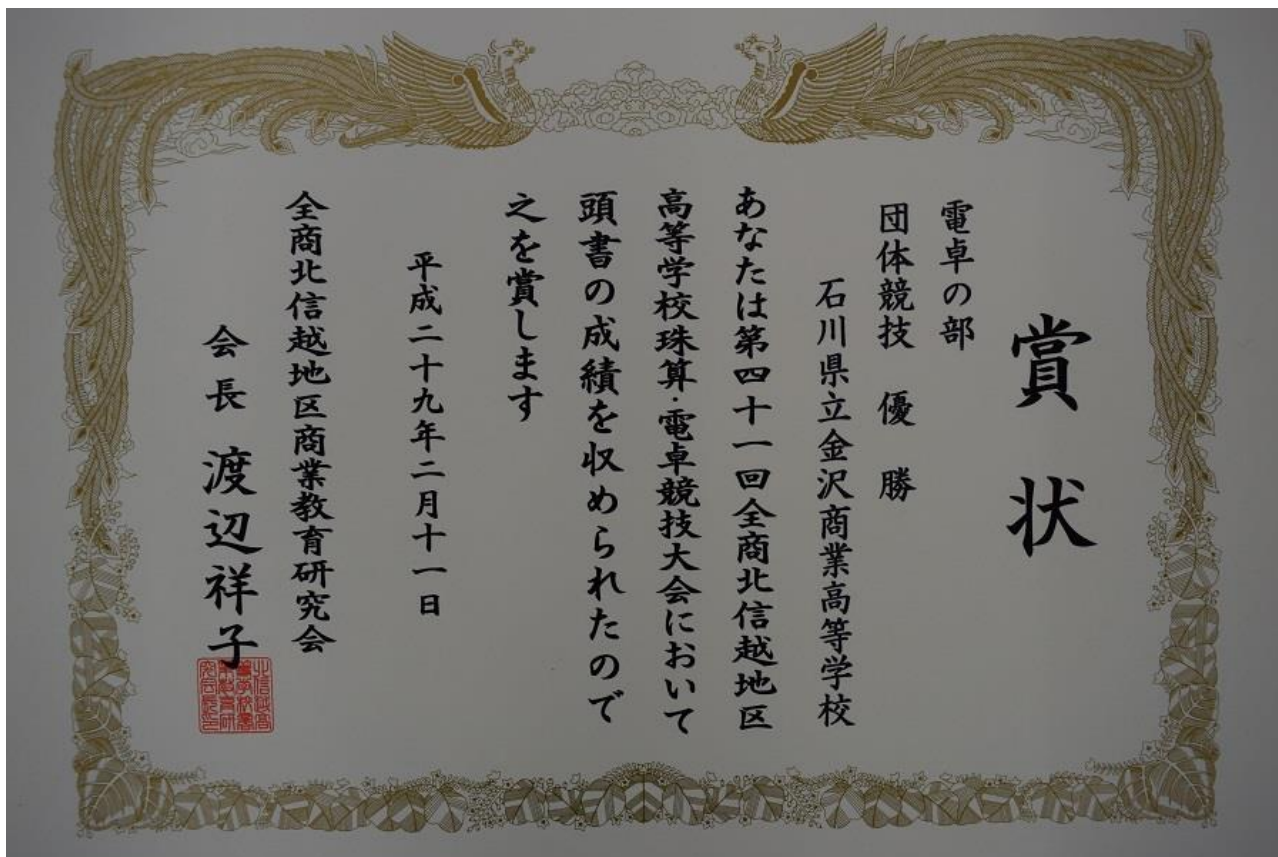 賞状
電卓の部
団体競技 優勝
石川県立金沢商業高等学校
あなたは第四十一回全商北信越地区
高等学校珠算・電卓競技大会において
頭書の成績を収められたので
之を賞します
平成二十九年二月十一日
全商北信越地区商業教育研究会
会長 渡辺祥子